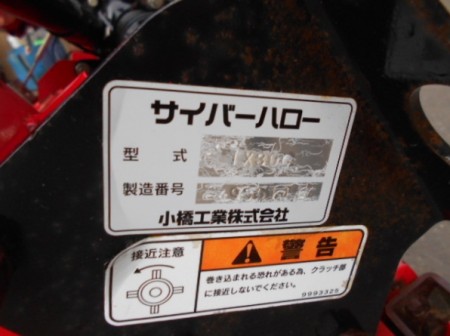 サイバーハロー
型式
製造番号
小橋工業株式会社
接近注意
警告
巻き込まれる恐れがある為、クラッチ部
に接近しないでください。
9993325